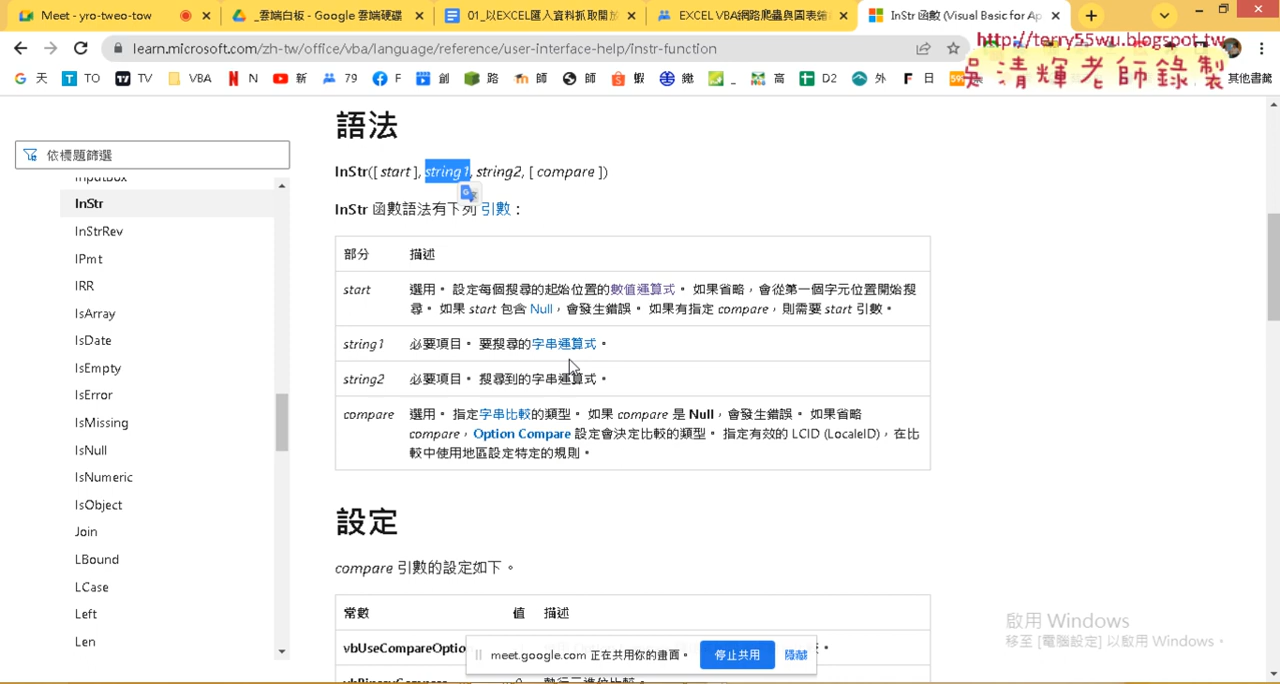 Meet - yro-tweo-tow
_雲端白板 - Google 雲端硬碟
01_以EXCEL匯入資料抓取開放
EXCEL VBA網路爬蟲與圖表
InStr 函數 (Visual Basic for Ap
learn.microsoft.com/zh-tw/office/vba/language/reference/user-interface-help/instr-function
http://terry55wu.blogspot.tw
吳清輝老師錄製
天 TO TV VBA N 新 79 F 創 路 師 師 蝦 _ 高 D2 外 日 其他書籤
依標題篩選
InputBox
InStr
InStrRev
IPmt
IRR
IsArray
IsDate
IsEmpty
IsError
IsMissing
IsNull
IsNumeric
IsObject
Join
LBound
LCase
Left
Len
語法
InStr([ start ], string1, string2, [ compare ])
InStr 函數語法有下列 引數：
部分 描述
start 選用。 設定每個搜尋的起始位置的數值運算式。 如果省略，會從第一個字元位置開始搜
尋。 如果 start 包含 Null，會發生錯誤。 如果有指定 compare，則需要 start 引數。
string1 必要項目。 要搜尋的字串運算式。
string2 必要項目。 搜尋到的字串運算式。
compare 選用。 指定字串比較的類型。 如果 compare 是 Null，會發生錯誤。 如果省略
compare，Option Compare 設定會決定比較的類型。 指定有效的 LCID (LocaleID)，在比
較中使用地區設定特定的規則。
設定
compare 引數的設定如下。
常數 值 描述
vbUseCompareOptio
meet.google.com 正在共用你的畫面。 停止共用 隱藏
啟用 Windows
移至 [電腦設定] 以啟用 Windows。